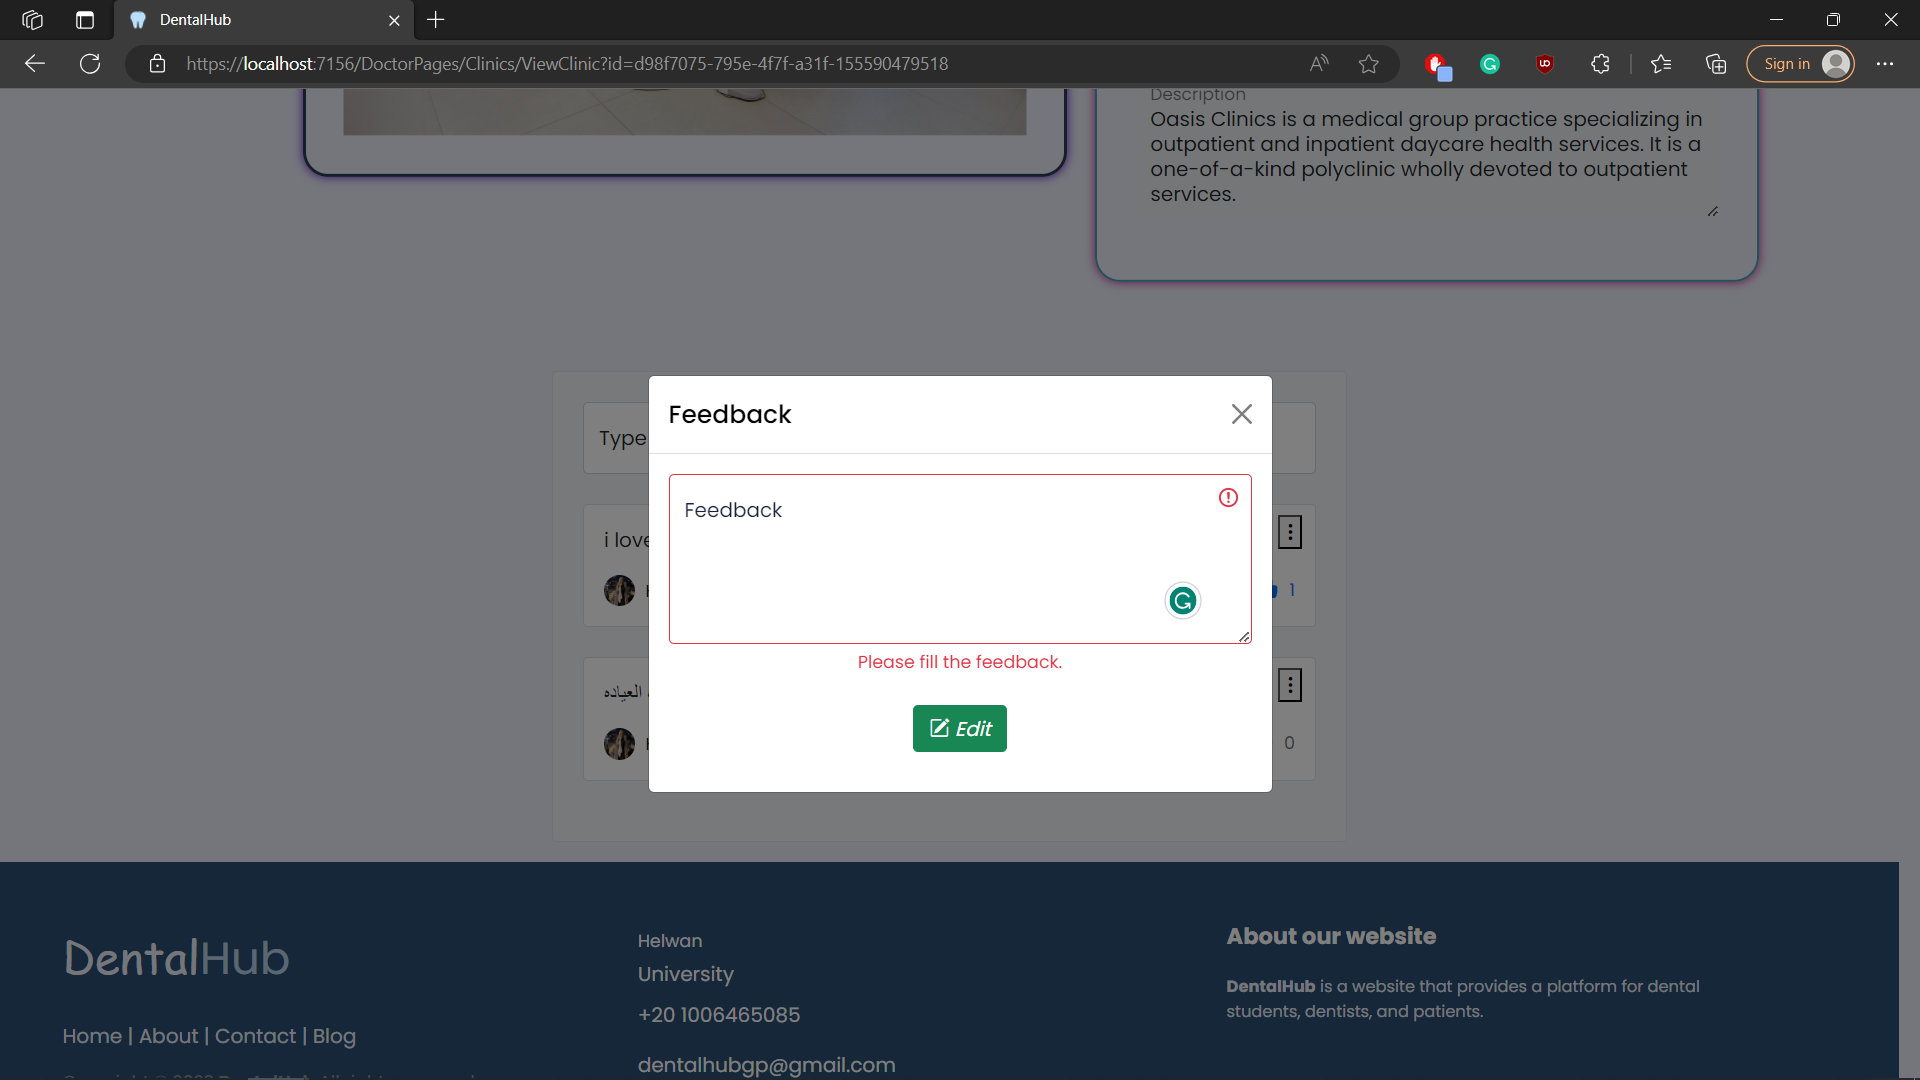 DentalHub
https://localhost:7156/DoctorPages/Clinics/ViewClinic?id=d98f7075-795e-4f7f-a31f-155590479518
Sign in
Description
Oasis Clinics is a medical group practice specializing in
outpatient and inpatient daycare health services. It is a
one-of-a-kind polyclinic wholly devoted to outpatient
services.
Type
Feedback
Feedback
Please fill the feedback.
Edit
i love
1
العياده
0
DentalHub
Home | About | Contact | Blog
Helwan
University
+20 1006465085
dentalhubgp@gmail.com
About our website
DentalHub is a website that provides a platform for dental
students, dentists, and patients.